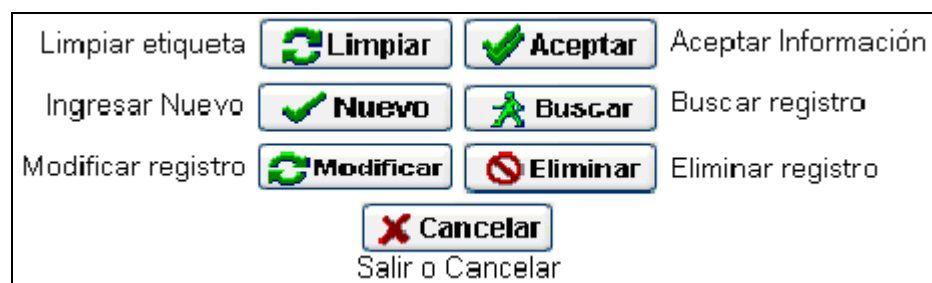 Limpiar etiqueta Limpiar Aceptar Aceptar Información
Ingresar Nuevo Nuevo Buscar Buscar registro
Modificar registro Modificar Eliminar Eliminar registro
Cancelar
Salir o Cancelar